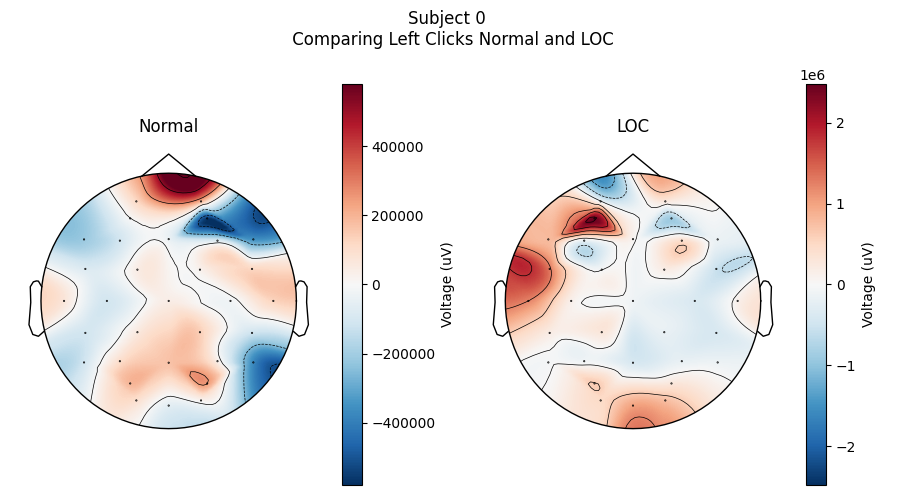 Subject 0
Comparing Left Clicks Normal and LOC
Normal
400000
200000
0
−200000
−400000
Voltage (uV)
LOC
1e6
2
1
0
−1
−2
Voltage (uV)